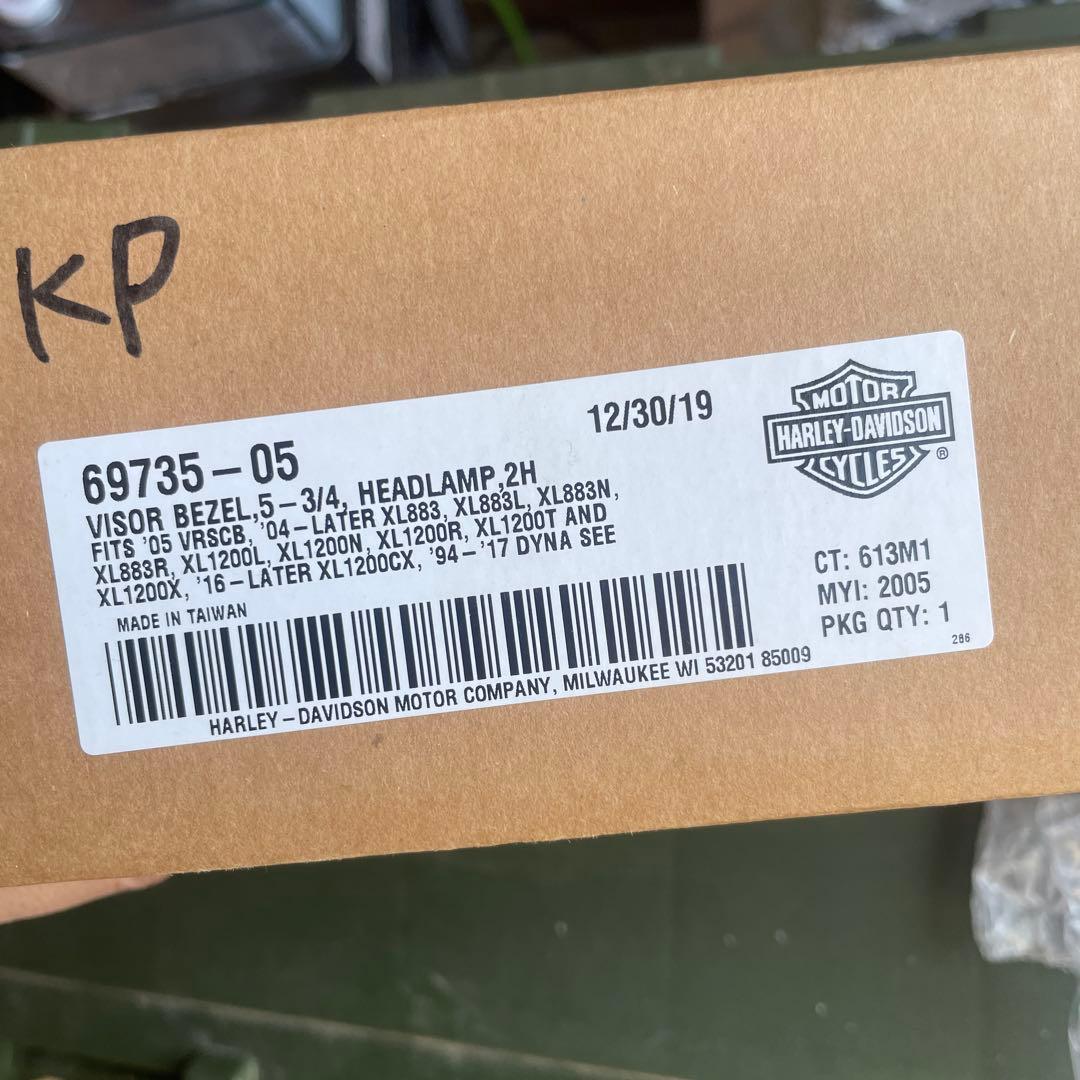 KP
12/30/19
MOTOR
HARLEY-DAVIDSON
CYCLES
®
69735-05
VISOR BEZEL,5-3/4, HEADLAMP,2H
FITS '05 VRSCB, '04-LATER XL883, XL883L, XL883N,
XL883R, XL1200L, XL1200N, XL1200R, XL1200T AND
XL1200X, '16-LATER XL1200CX, '94-'17 DYNA SEE
MADE IN TAIWAN
CT: 613M1
MYI: 2005
PKG QTY: 1
286
HARLEY-DAVIDSON MOTOR COMPANY, MILWAUKEE WI 53201 85009